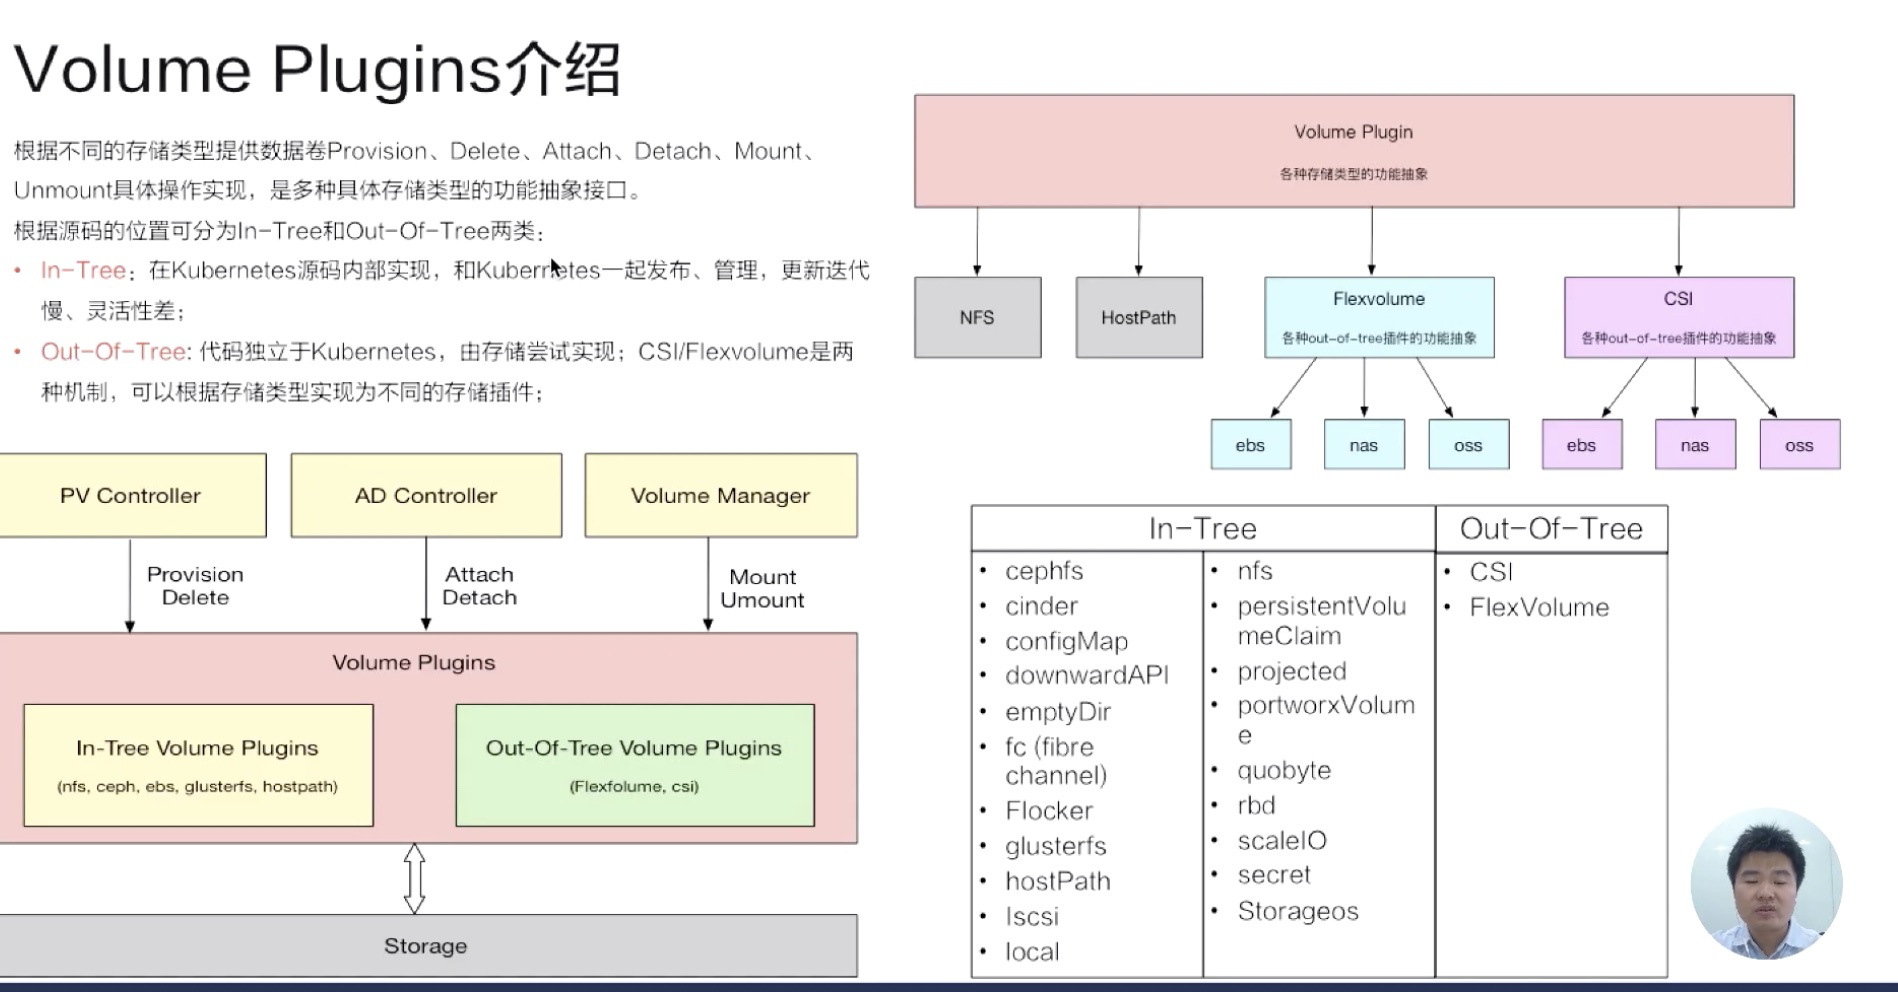 Volume Plugins介绍
根据不同的存储类型提供数据卷Provision、Delete、Attach、Detach、Mount、
Unmount具体操作实现，是多种具体存储类型的功能抽象接口。
根据源码的位置可分为In-Tree和Out-Of-Tree两类：
• In-Tree：在Kubernetes源码内部实现，和Kubernetes一起发布、管理，更新迭代
慢、灵活性差；
• Out-Of-Tree: 代码独立于Kubernetes，由存储尝试实现；CSI/Flexvolume是两
种机制，可以根据存储类型实现为不同的存储插件；
PV Controller
AD Controller
Volume Manager
Provision
Delete
Attach
Detach
Mount
Umount
Volume Plugins
In-Tree Volume Plugins
(nfs, ceph, ebs, glusterfs, hostpath)
Out-Of-Tree Volume Plugins
(Flexfolume, csi)
Storage
Volume Plugin
各种存储类型的功能抽象
NFS
HostPath
Flexvolume
各种out-of-tree插件的功能抽象
CSI
各种out-of-tree插件的功能抽象
ebs
nas
oss
ebs
nas
oss
In-Tree
Out-Of-Tree
• cephfs
• cinder
• configMap
• downwardAPI
• emptyDir
• fc (fibre
channel)
• Flocker
• glusterfs
• hostPath
• Iscsi
• local
• nfs
• persistentVolu
meClaim
• projected
• portworxVolum
e
• quobyte
• rbd
• scaleIO
• secret
• Storageos
• CSI
• FlexVolume